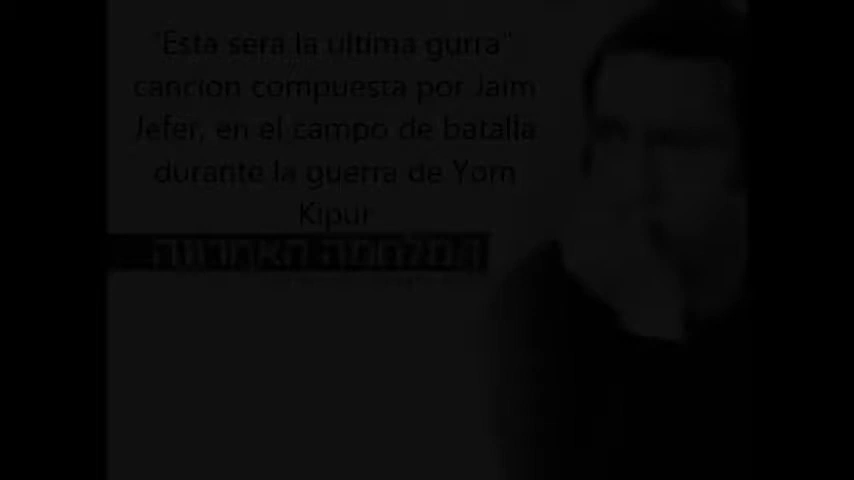 "Esta sera la ultima gurra"
cancion compuesta por Jaim
Jefer, en el campo de batalla
durante la guerra de Yom
Kipur
המלחמה האחרונה